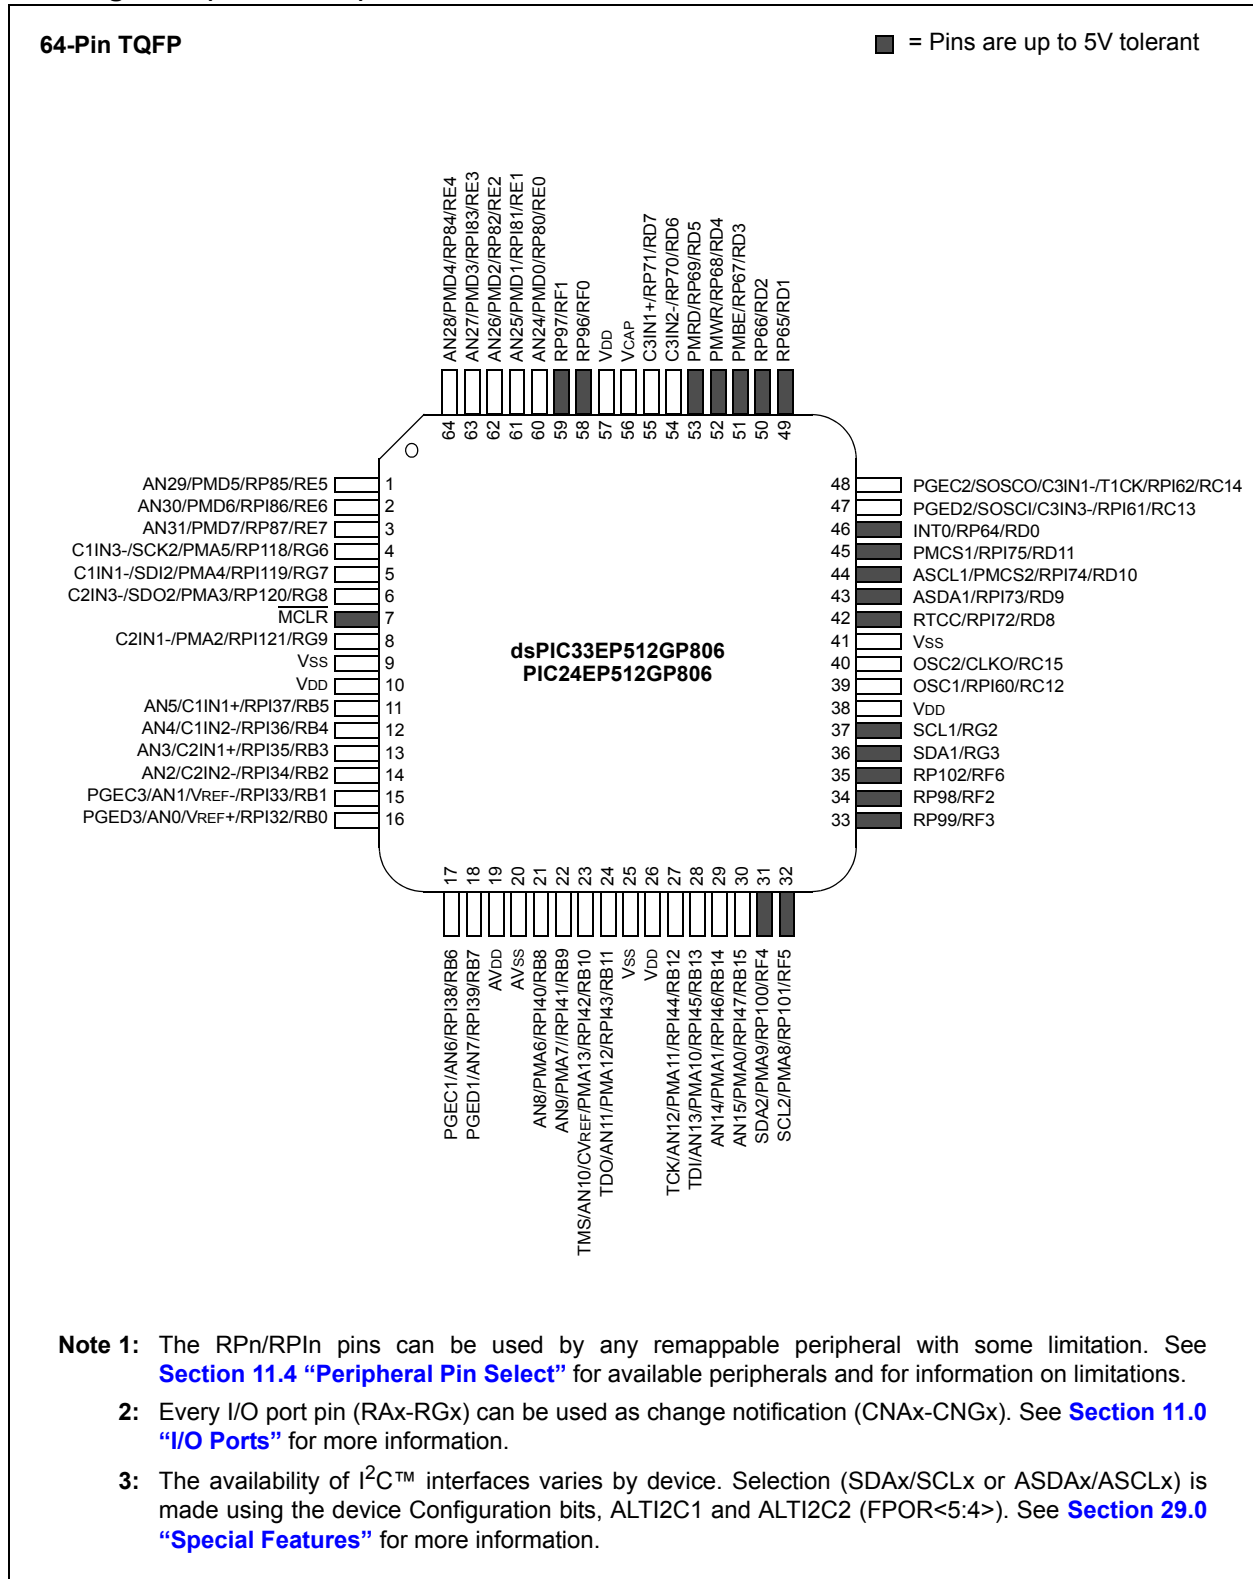 64-Pin TQFP
= Pins are up to 5V tolerant
AN28/PMD4/RP84/RE4
AN27/PMD3/RPI83/RE3
AN26/PMD2/RP82/RE2
AN25/PMD1/RPI81/RE1
AN24/PMD0/RP80/RE0
RP97/RF1
RP96/RF0
VDD
VCAP
C3IN1+/RP71/RD7
C3IN2-/RP70/RD6
PMRD/RP69/RD5
PMWR/RP68/RD4
PMBE/RP67/RD3
RP66/RD2
RP65/RD1
64
63
62
61
60
59
58
57
56
55
54
53
52
51
50
49
AN29/PMD5/RP85/RE5 1
AN30/PMD6/RPI86/RE6 2
AN31/PMD7/RP87/RE7 3
C1IN3-/SCK2/PMA5/RP118/RG6 4
C1IN1-/SDI2/PMA4/RPI119/RG7 5
C2IN3-/SDO2/PMA3/RP120/RG8 6
MCLR 7
C2IN1-/PMA2/RPI121/RG9 8
VSS 9
VDD 10
AN5/C1IN1+/RPI37/RB5 11
AN4/C1IN2-/RPI36/RB4 12
AN3/C2IN1+/RPI35/RB3 13
AN2/C2IN2-/RPI34/RB2 14
PGEC3/AN1/VREF-/RPI33/RB1 15
PGED3/AN0/VREF+/RPI32/RB0 16
dsPIC33EP512GP806
PIC24EP512GP806
48 PGEC2/SOSCO/C3IN1-/T1CK/RPI62/RC14
47 PGED2/SOSCI/C3IN3-/RPI61/RC13
46 INT0/RP64/RD0
45 PMCS1/RPI75/RD11
44 ASCL1/PMCS2/RPI74/RD10
43 ASDA1/RPI73/RD9
42 RTCC/RPI72/RD8
41 VSS
40 OSC2/CLKO/RC15
39 OSC1/RPI60/RC12
38 VDD
37 SCL1/RG2
36 SDA1/RG3
35 RP102/RF6
34 RP98/RF2
33 RP99/RF3
17
18
19
20
21
22
23
24
25
26
27
28
29
30
31
32
PGEC1/AN6/RPI38/RB6
PGED1/AN7/RPI39/RB7
AVDD
AVSS
AN8/PMA6/RPI40/RB8
AN9/PMA7//RPI41/RB9
TMS/AN10/CVREF/PMA13/RPI42/RB10
TDO/AN11/PMA12/RPI43/RB11
VSS
VDD
TCK/AN12/PMA11/RPI44/RB12
TDI/AN13/PMA10/RPI45/RB13
AN14/PMA1/RPI46/RB14
AN15/PMA0/RPI47/RB15
SDA2/PMA9/RP100/RF4
SCL2/PMA8/RP101/RF5
Note 1: The RPn/RPIn pins can be used by any remappable peripheral with some limitation. See
Section 11.4 “Peripheral Pin Select” for available peripherals and for information on limitations.
2: Every I/O port pin (RAx-RGx) can be used as change notification (CNAx-CNGx). See Section 11.0
“I/O Ports” for more information.
3: The availability of I2C™ interfaces varies by device. Selection (SDAx/SCLx or ASDAx/ASCLx) is
made using the device Configuration bits, ALTI2C1 and ALTI2C2 (FPOR<5:4>). See Section 29.0
“Special Features” for more information.